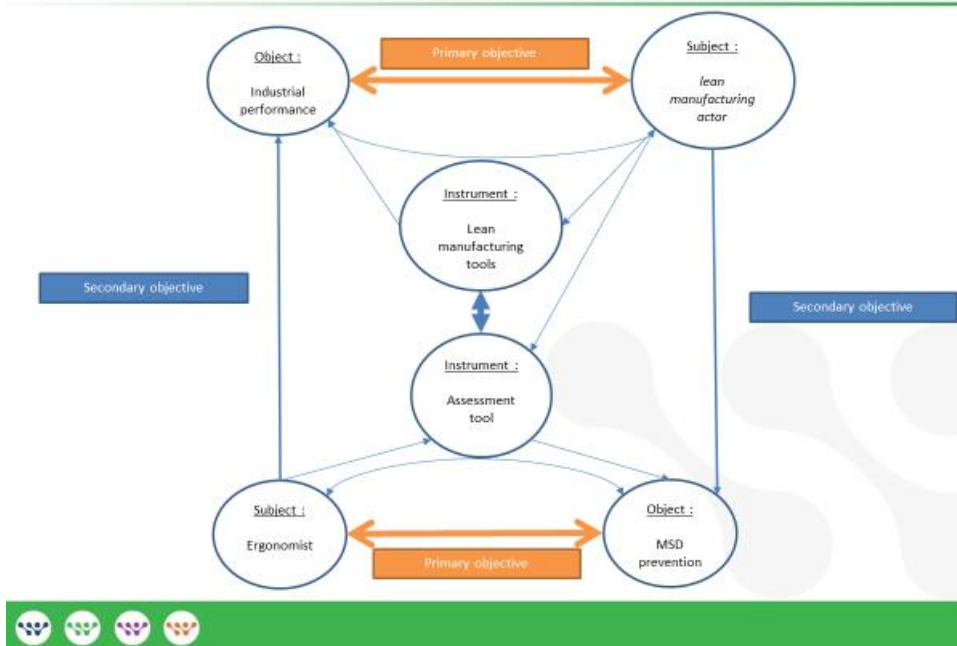 Primary objective
Object :
Industrial
performance
Subject :
lean
manufacturing
actor
Instrument :
Lean
manufacturing
tools
Secondary objective
Secondary objective
Instrument :
Assessment
tool
Subject :
Ergonomist
Object :
MSD
prevention
Primary objective